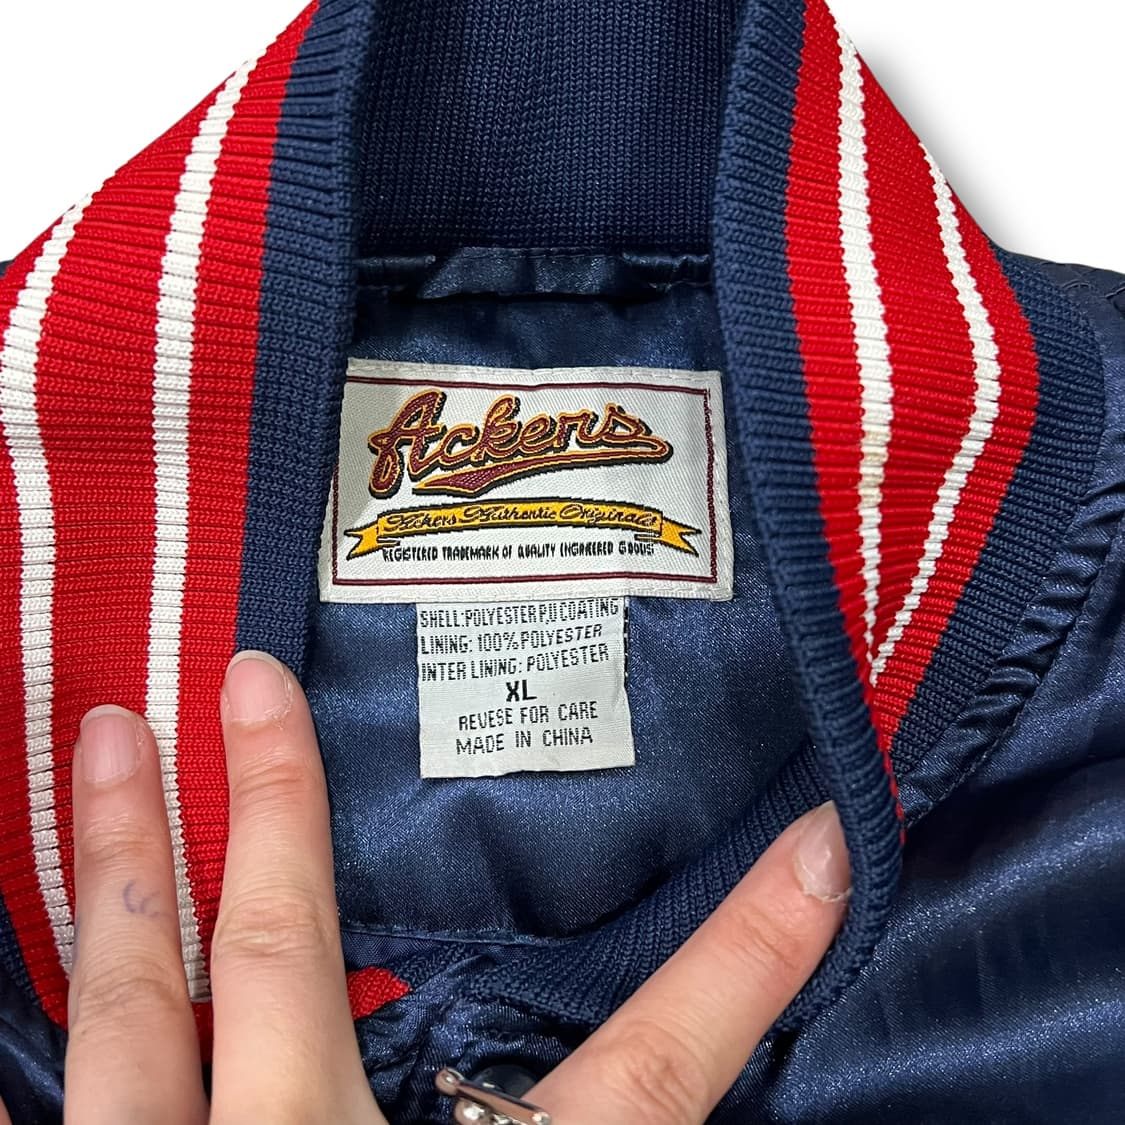 Ackers
Ackers Authentic Originals
REGISTERED TRADEMARK OF QUALITY ENGINEERED GOODS
SHELL:POLYESTER P,U COATING
LINING: 100% POLYESTER
INTER LINING: POLYESTER
XL
REVESE FOR CARE
MADE IN CHINA